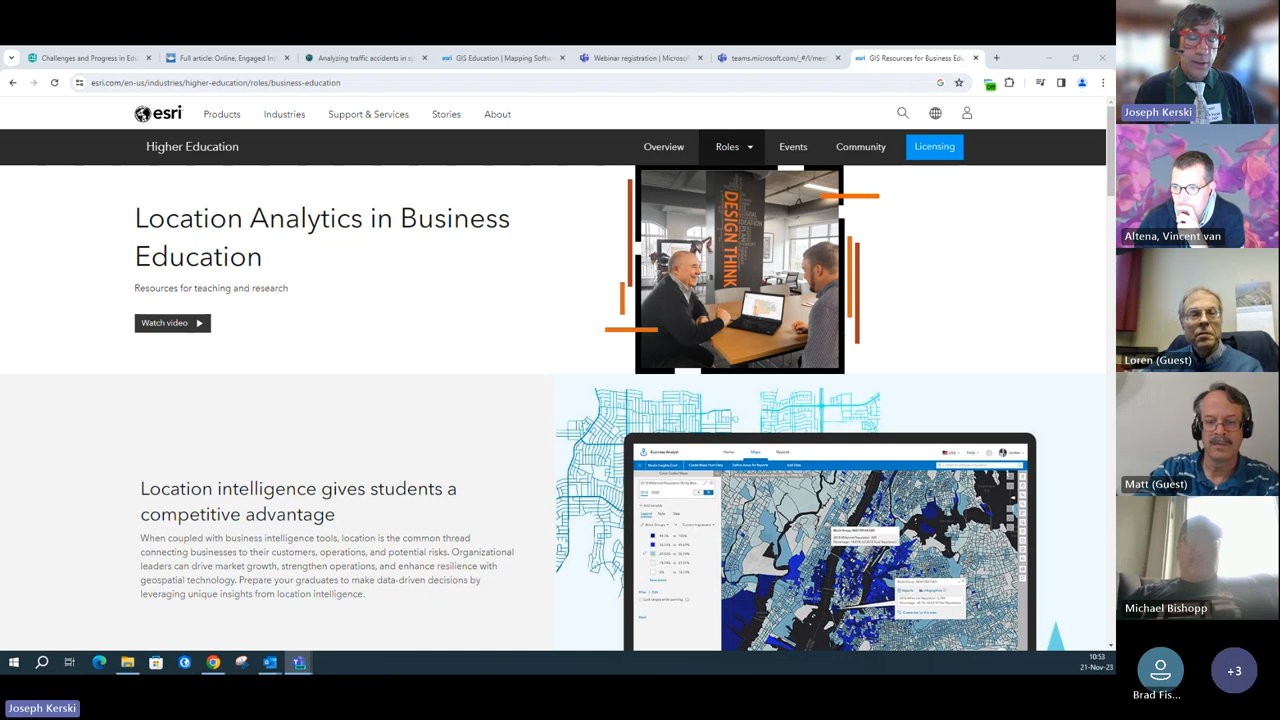 Challenges and Progress in Edu
Full article: Online, Engaged Ins
Analyzing traffic accidents in s
GIS Education | Mapping Softw
Webinar registration | Microsof
teams.microsoft.com/_#/l/mee
GIS Resources for Business Edu
esri.com/en-us/industries/higher-education/roles/business-education
esri
Products
Industries
Support & Services
Stories
About
Higher Education
Overview
Roles
Events
Community
Licensing
Location Analytics in Business
Education
Resources for teaching and research
Watch video
DESIGN THINK
Location intelligence gives students a
competitive advantage
When coupled with business intelligence tools, location is the common thread
connecting businesses to their customers, operations, and potential risks. Organizational
leaders can drive market growth, strengthen operations, and enhance resilience with
geospatial technology. Prepare your graduates to make data-driven decisions by
leveraging unique insights from location intelligence.
Business Analyst
Home
Maps
Reports
10:53
21-Nov-23
Joseph Kerski
Altena, Vincent van
Loren (Guest)
Matt (Guest)
Michael Bishopp
Brad Fis...
+3
Joseph Kerski